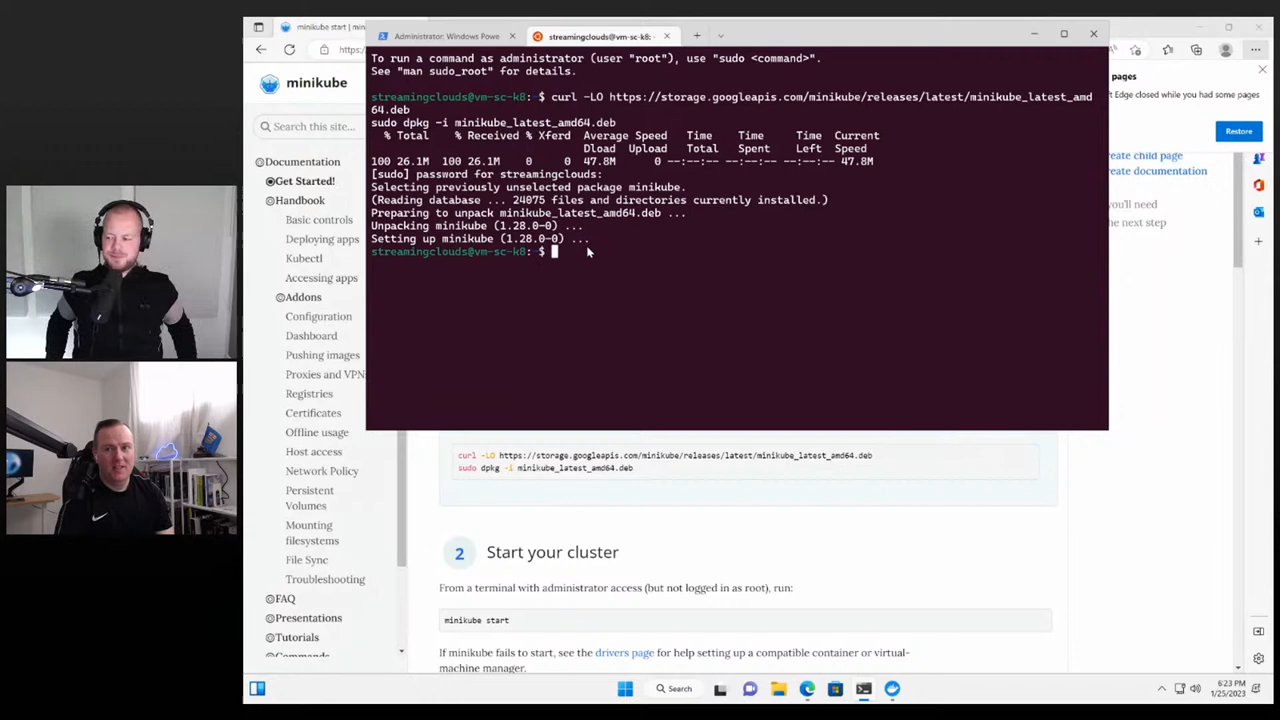 minikube start | min
Administrator: Windows Powe
streamingclouds@vm-sc-k8: ~
https:
minikube
Search this site...
Documentation
Get Started!
Handbook
Basic controls
Deploying apps
Kubectl
Accessing apps
Addons
Configuration
Dashboard
Pushing images
Proxies and VPN
Registries
Certificates
Offline usage
Host access
Network Policy
Persistent
Volumes
Mounting
filesystems
File Sync
Troubleshooting
FAQ
Presentations
Tutorials
To run a command as administrator (user "root"), use "sudo <command>".
See "man sudo_root" for details.
streamingclouds@vm-sc-k8:~$ curl -LO https://storage.googleapis.com/minikube/releases/latest/minikube_latest_amd
64.deb
sudo dpkg -i minikube_latest_amd64.deb
% Total % Received % Xferd Average Speed Time Time Time Current
Dload Upload Total Spent Left Speed
100 26.1M 100 26.1M 0 0 47.8M 0 --:--:-- --:--:-- --:--:-- 47.8M
[sudo] password for streamingclouds:
Selecting previously unselected package minikube.
(Reading database ... 24075 files and directories currently installed.)
Preparing to unpack minikube_latest_amd64.deb ...
Unpacking minikube (1.28.0-0) ...
Setting up minikube (1.28.0-0) ...
streamingclouds@vm-sc-k8:~$
pages
Edge closed while you had some pages
Restore
create child page
documentation
you'll need
the next step
curl -LO https://storage.googleapis.com/minikube/releases/latest/minikube_latest_amd64.deb
sudo dpkg -i minikube_latest_amd64.deb
2 Start your cluster
From a terminal with administrator access (but not logged in as root), run:
minikube start
If minikube fails to start, see the drivers page for help setting up a compatible container or virtual-
machine manager.
Search
6:23 PM
1/25/2023